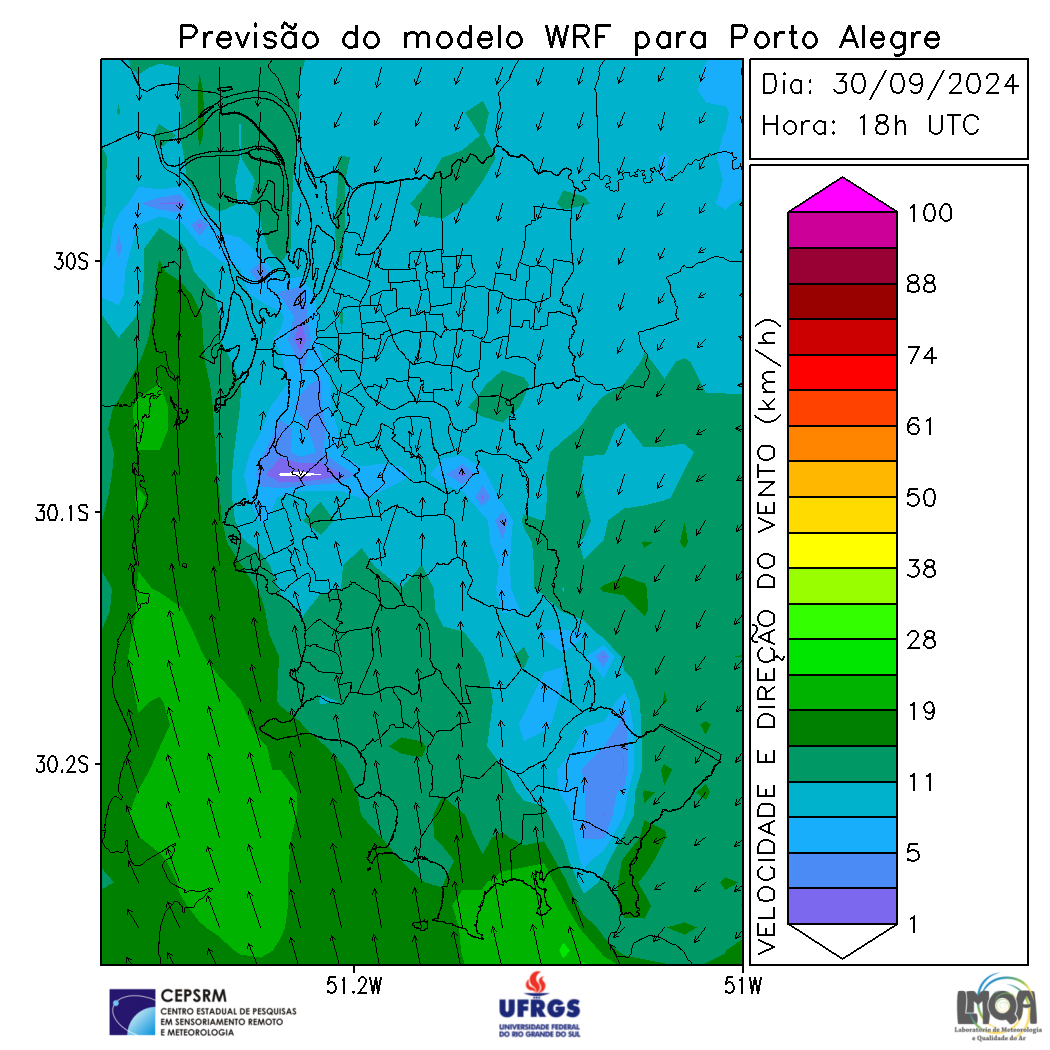 Previsão do modelo WRF para Porto Alegre
Dia: 30/09/2024
Hora: 18h UTC
30S
30.1S
30.2S
51.2W
51W
VELOCIDADE E DIREÇÃO DO VENTO (km/h)
100
88
74
61
50
38
28
19
11
5
1
CEPSRM
CENTRO ESTADUAL DE PESQUISAS
EM SENSORIAMENTO REMOTO
E METEOROLOGIA
UFRGS
UNIVERSIDADE FEDERAL
DO RIO GRANDE DO SUL
LMQA
Laboratório de Meteorologia
e Qualidade do Ar